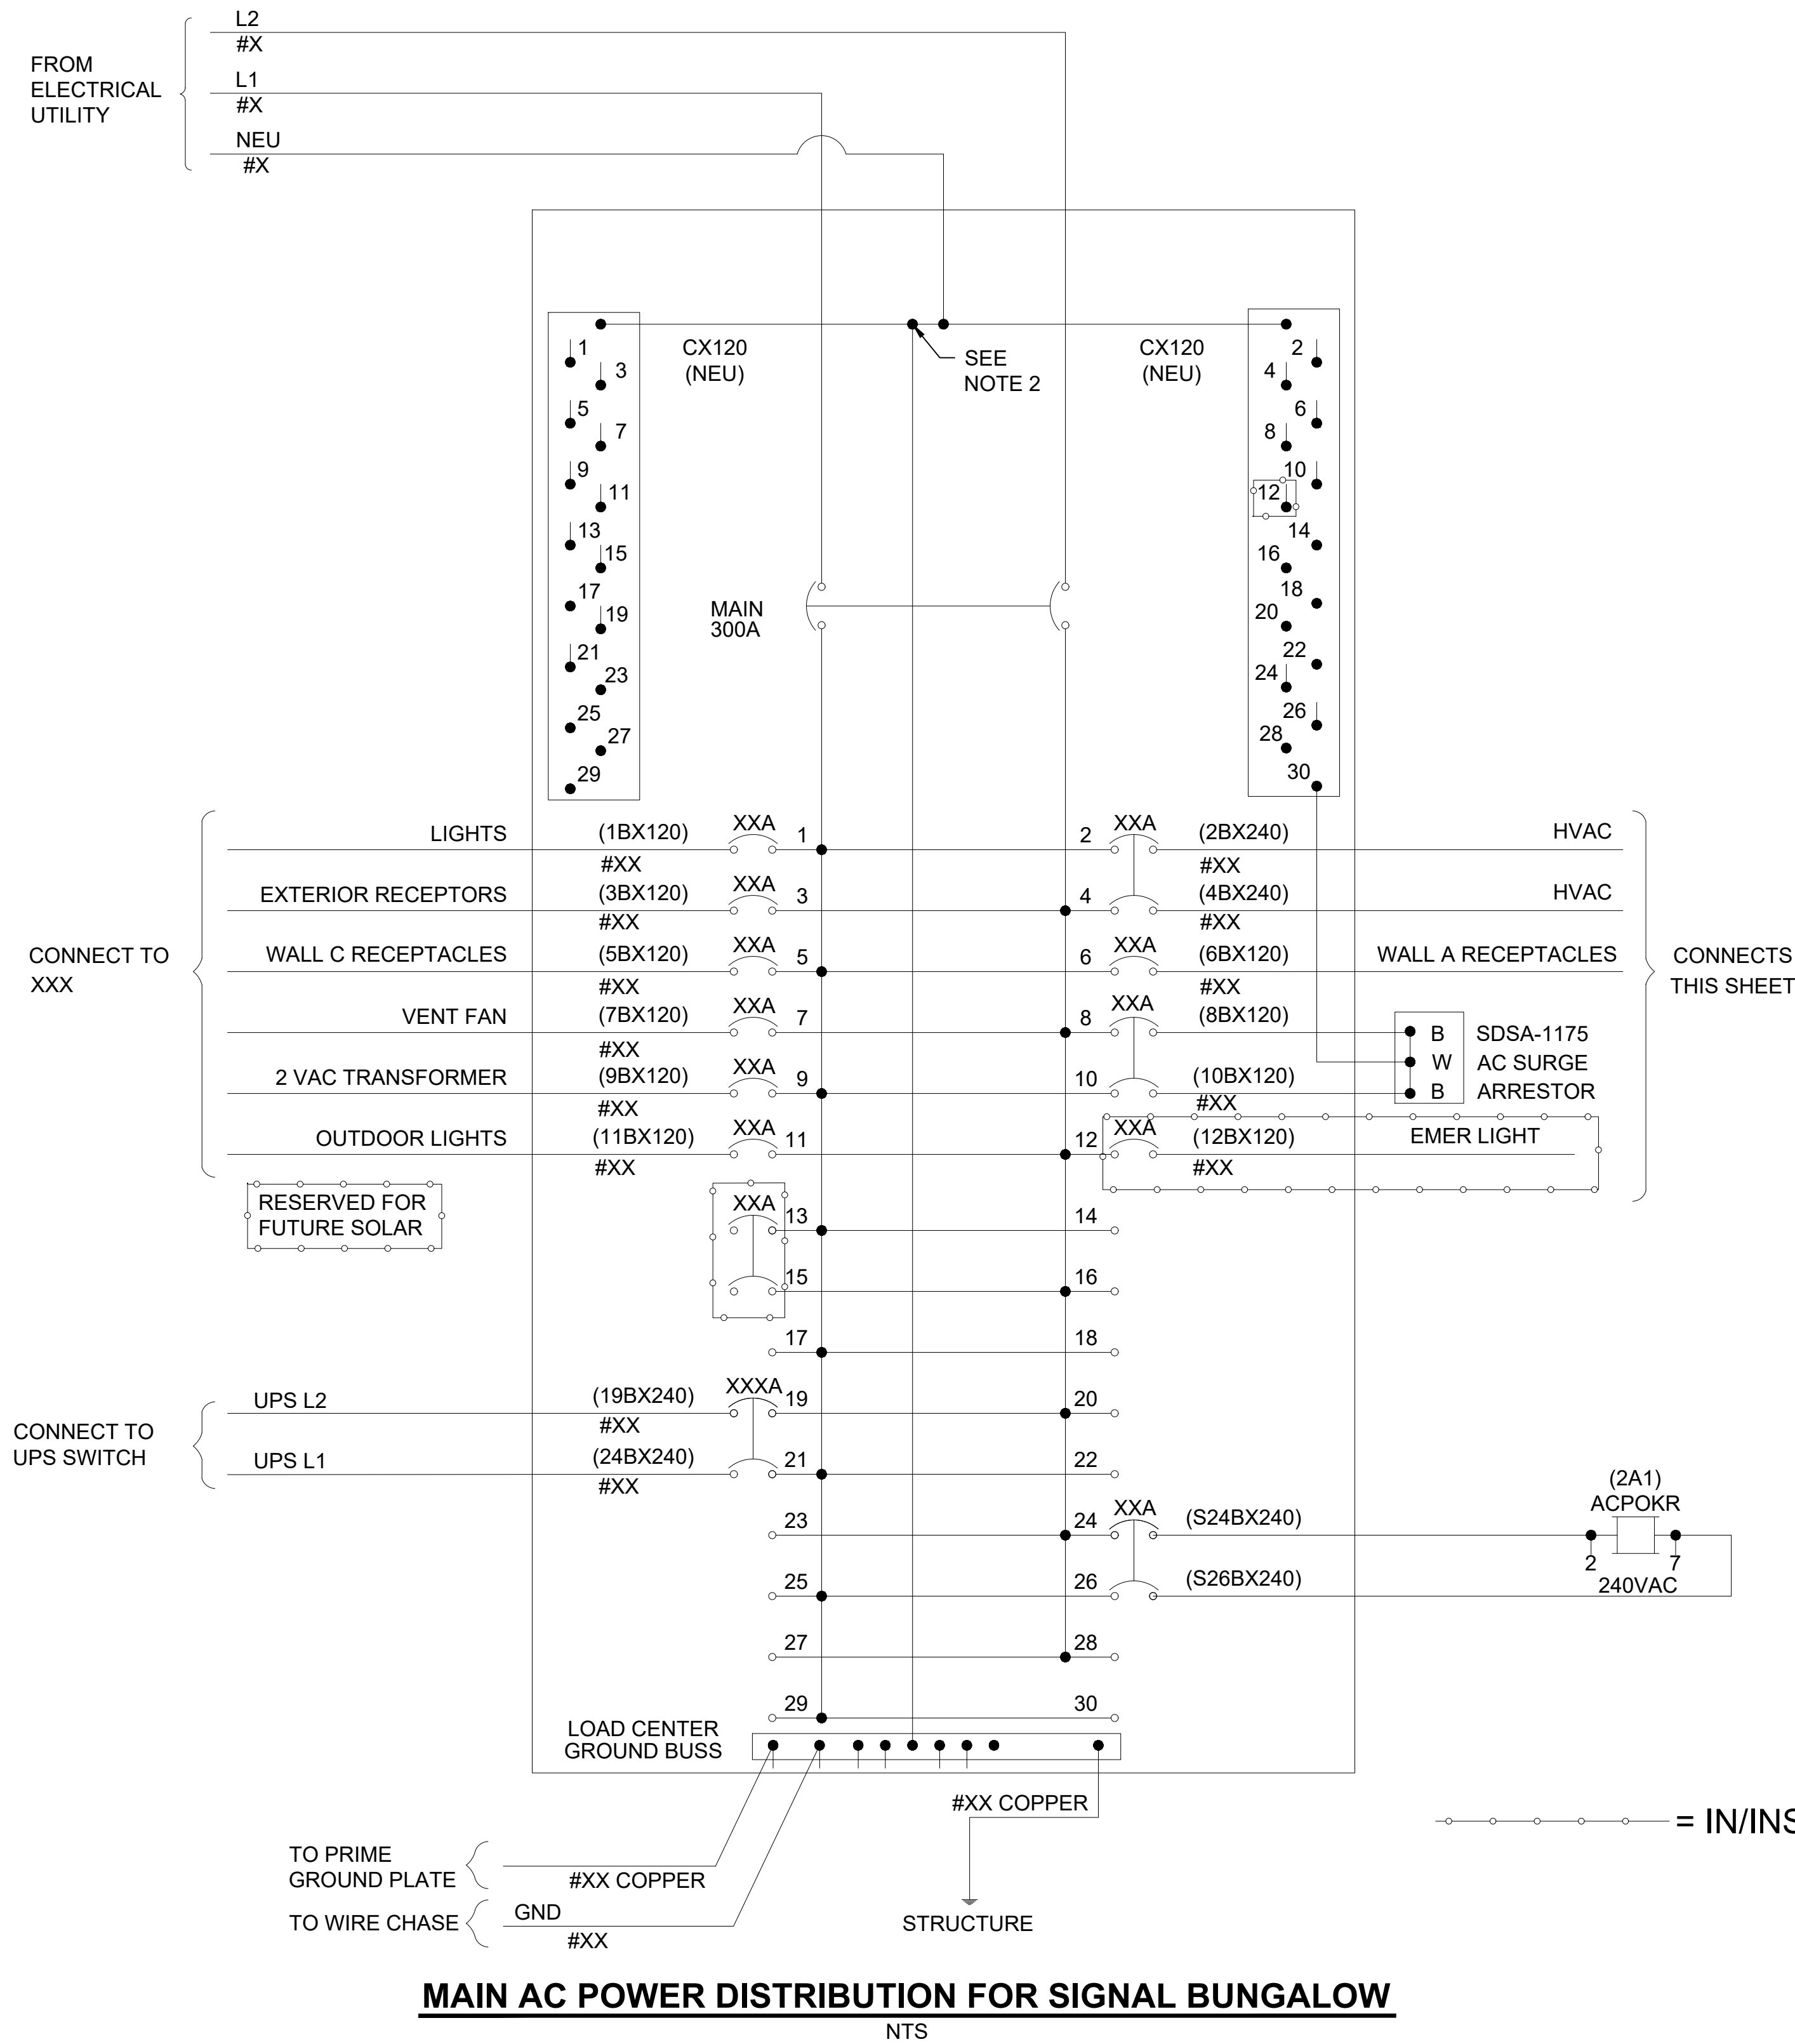 L2
#X
FROM
ELECTRICAL
UTILITY
L1
#X
NEU
#X
CX120
(NEU)
SEE
NOTE 2
CX120
(NEU)
1
3
5
7
9
11
13
15
17
19
21
23
25
27
29
2
4
6
8
10
12
14
16
18
20
22
24
26
28
30
MAIN
300A
CONNECT TO
XXX
LIGHTS (1BX120) XXA 1
#XX
EXTERIOR RECEPTORS (3BX120) XXA 3
#XX
WALL C RECEPTACLES (5BX120) XXA 5
#XX
VENT FAN (7BX120) XXA 7
#XX
2 VAC TRANSFORMER (9BX120) XXA 9
#XX
OUTDOOR LIGHTS (11BX120) XXA 11
#XX
2 XXA (2BX240) HVAC
#XX
4 (4BX240) HVAC
#XX
6 XXA (6BX120) WALL A RECEPTACLES
#XX
8 XXA (8BX120)
10 (10BX120)
#XX
B SDSA-1175
W AC SURGE
B ARRESTOR
12 XXA (12BX120) EMER LIGHT
#XX
CONNECTS
THIS SHEET
RESERVED FOR
FUTURE SOLAR
XXA 13 14
15 16
17 18
CONNECT TO
UPS SWITCH
UPS L2 (19BX240) XXXA 19 20
#XX
UPS L1 (24BX240) 21 22
#XX
23 24 XXA (S24BX240)
25 26 (S26BX240)
(2A1)
ACPOKR
2 7
240VAC
27 28
29 30
LOAD CENTER
GROUND BUSS
#XX COPPER
= IN/INS
TO PRIME
GROUND PLATE
#XX COPPER
TO WIRE CHASE
GND
#XX
STRUCTURE
MAIN AC POWER DISTRIBUTION FOR SIGNAL BUNGALOW
NTS